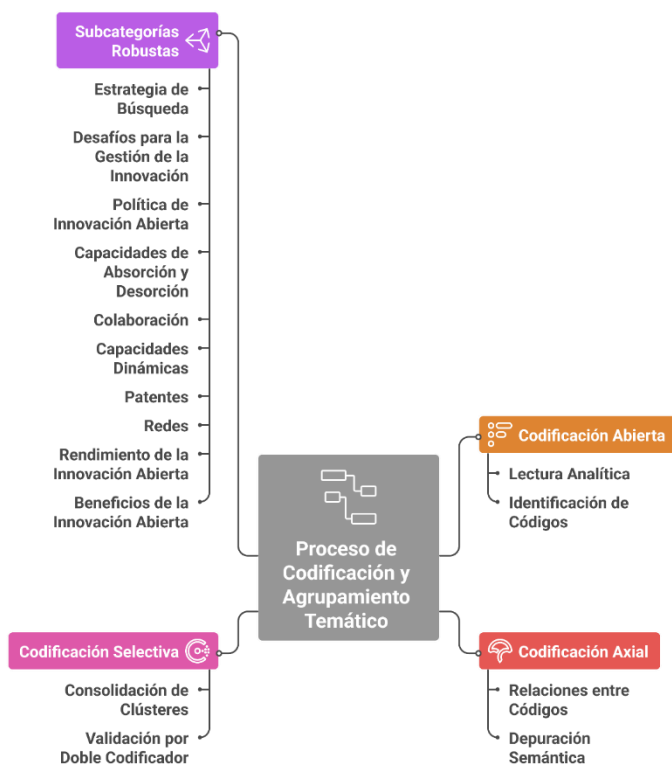 Subcategorías
Robustas
Estrategia de
Búsqueda
Desafíos para la
Gestión de la
Innovación
Política de
Innovación Abierta
Capacidades de
Absorción y
Desorción
Colaboración
Capacidades
Dinámicas
Patentes
Redes
Rendimiento de la
Innovación Abierta
Beneficios de la
Innovación Abierta
Codificación Abierta
Lectura Analítica
Identificación de
Códigos
Proceso de
Codificación y
Agrupamiento
Temático
Codificación Selectiva
Consolidación de
Clústeres
Validación por
Doble Codificador
Codificación Axial
Relaciones entre
Códigos
Depuración
Semántica